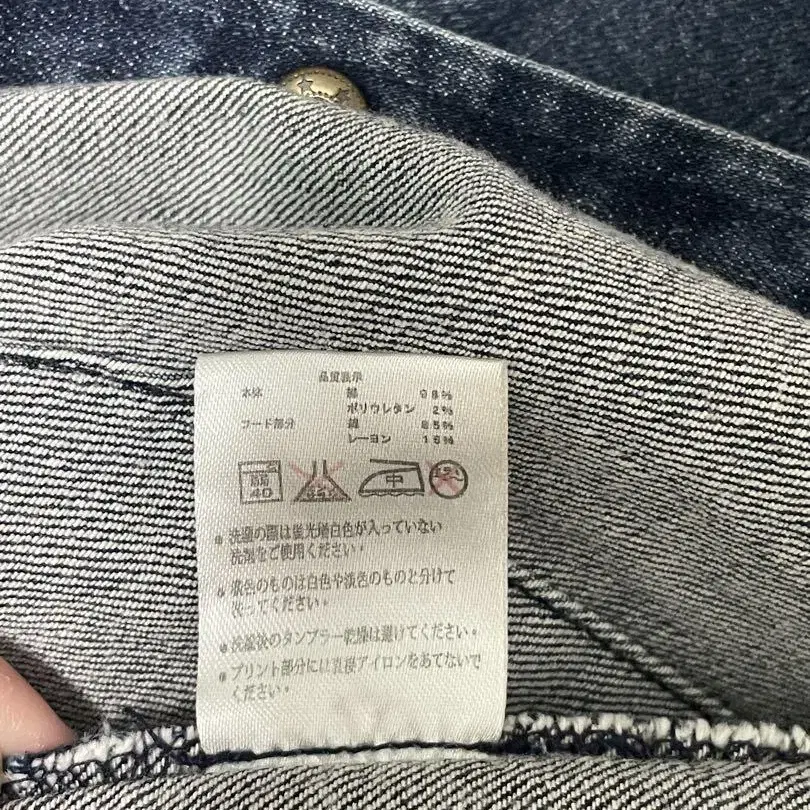 品質表示
本体 綿 98%
ポリウレタン 2%
フード部分 綿 85%
レーヨン 15%
40 中
洗濯の際は蛍光増白色が入っていない
洗剤をご使用ください。
濃色のものは白色や淡色のものと分けて
洗ってください。
洗濯後のタンブラー乾燥は避けてください。
プリント部分には直接アイロンをあてないで
ください。